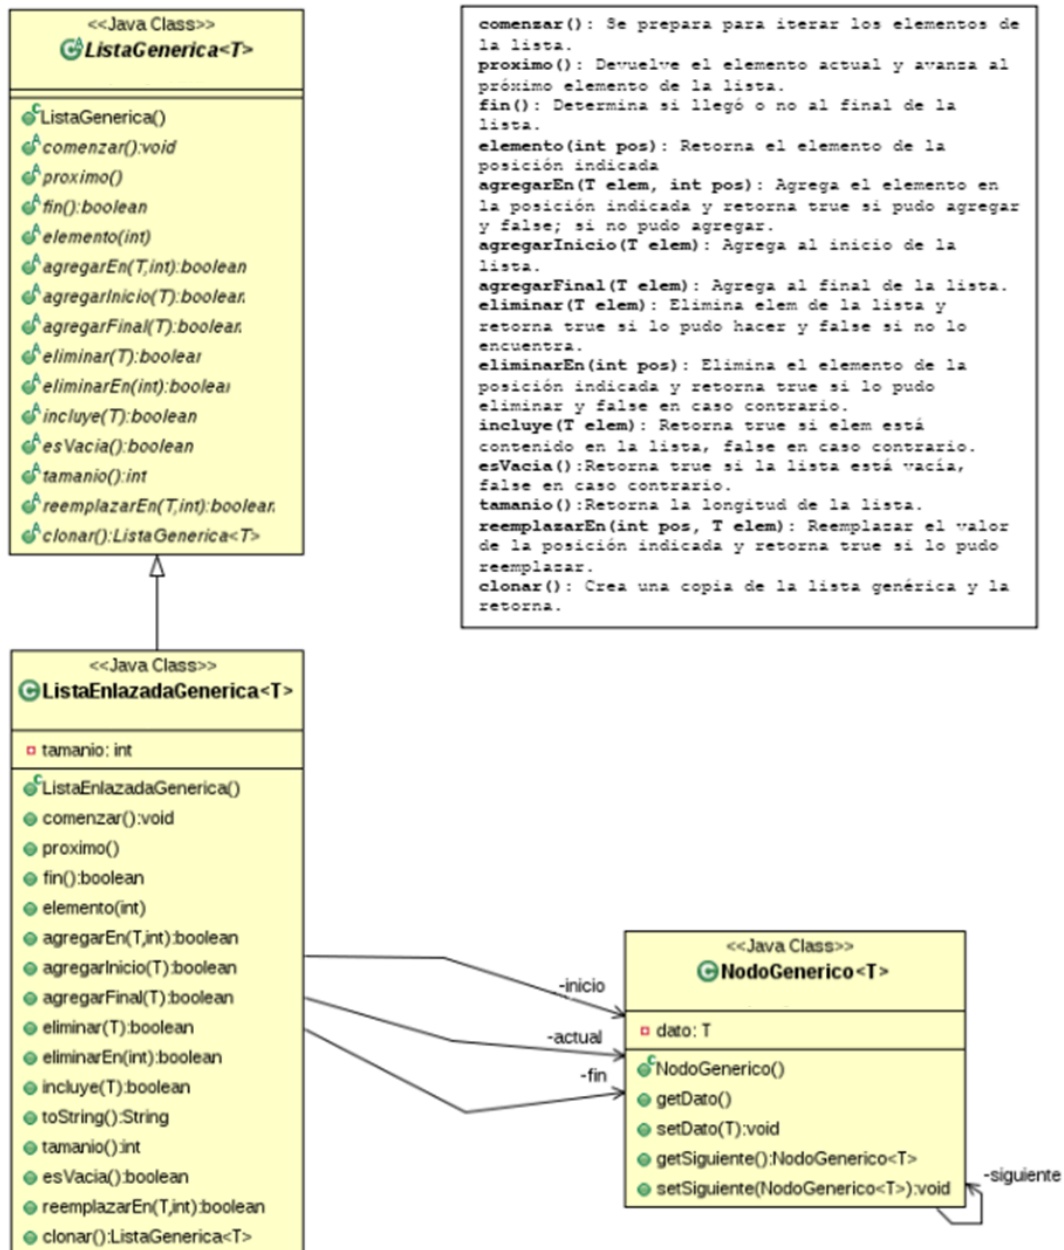 <<Java Class>>
ListaGenerica<T>
ListaGenerica()
comenzar():void
proximo()
fin():boolean
elemento(int)
agregarEn(T,int):boolean
agregarInicio(T):boolear.
agregarFinal(T):boolear.
eliminar(T):boolear
eliminarEn(int):boolear
incluye(T):boolean
esVacia():boolean
tamanio():int
reemplazarEn(T,int):boolear.
clonar():ListaGenerica<T>
comenzar(): Se prepara para iterar los elementos de
la lista.
proximo(): Devuelve el elemento actual y avanza al
próximo elemento de la lista.
fin(): Determina si llegó o no al final de la
lista.
elemento(int pos): Retorna el elemento de la
posición indicada
agregarEn(T elem, int pos): Agrega el elemento en
la posición indicada y retorna true si pudo agregar
y false; si no pudo agregar.
agregarInicio(T elem): Agrega al inicio de la
lista.
agregarFinal(T elem): Agrega al final de la lista.
eliminar(T elem): Elimina elem de la lista y
retorna true si lo pudo hacer y false si no lo
encuentra.
eliminarEn(int pos): Elimina el elemento de la
posición indicada y retorna true si lo pudo
eliminar y false en caso contrario.
incluye(T elem): Retorna true si elem está
contenido en la lista, false en caso contrario.
esVacia():Retorna true si la lista está vacía,
false en caso contrario.
tamanio():Retorna la longitud de la lista.
reemplazarEn(int pos, T elem): Reemplazar el valor
de la posición indicada y retorna true si lo pudo
reemplazar.
clonar(): Crea una copia de la lista genérica y la
retorna.
<<Java Class>>
ListaEnlazadaGenerica<T>
tamanio: int
ListaEnlazadaGenerica()
comenzar():void
proximo()
fin():boolean
elemento(int)
agregarEn(T,int):boolean
agregarInicio(T):boolean
agregarFinal(T):boolean
eliminar(T):boolean
eliminarEn(int):boolean
incluye(T):boolean
toString():String
tamanio():int
esVacia():boolean
reemplazarEn(T,int):boolean
clonar():ListaGenerica<T>
-inicio
-actual
-fin
<<Java Class>>
NodoGenerico<T>
dato: T
NodoGenerico()
getDato()
setDato(T):void
getSiguiente():NodoGenerico<T>
setSiguiente(NodoGenerico<T>):void
-siguiente